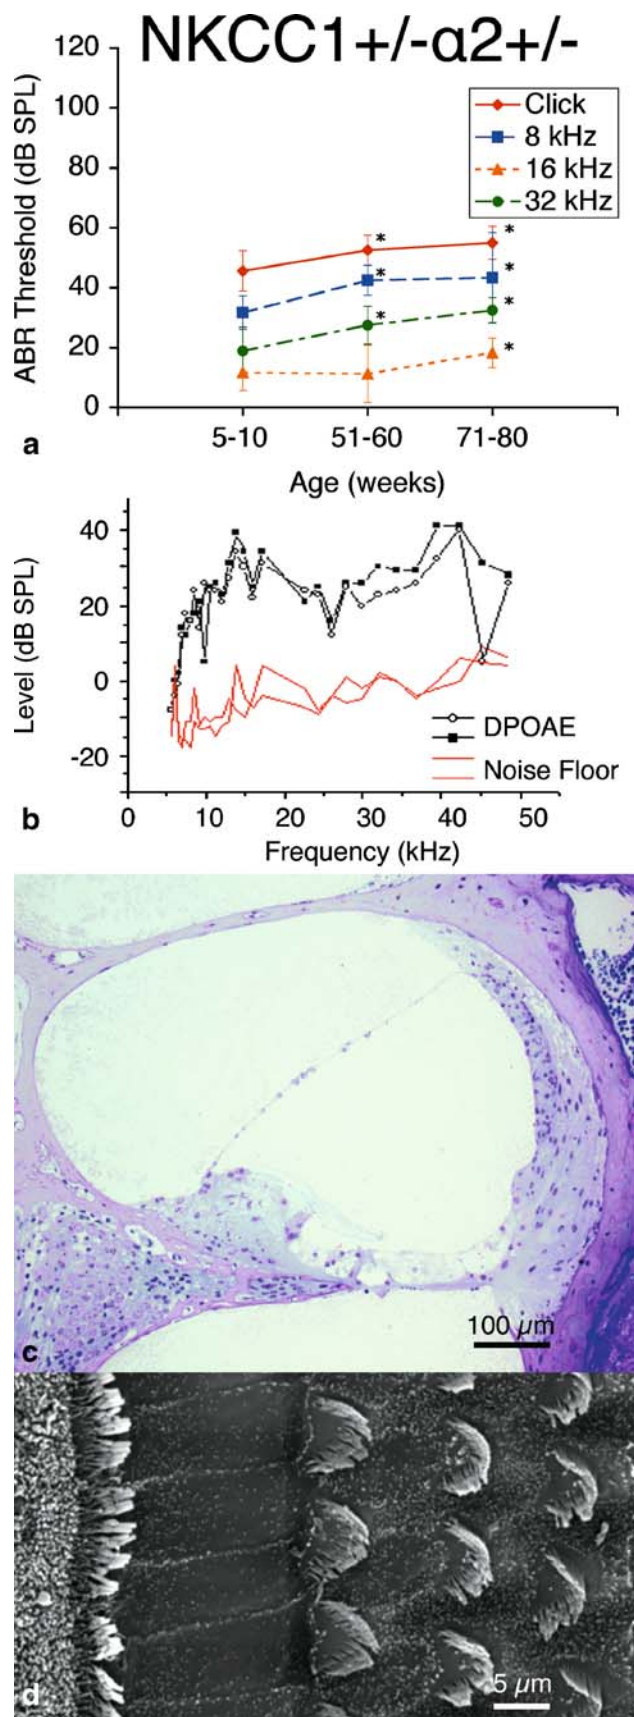 NKCC1+/-α2+/-
120
100
80
60
40
20
0
ABR Threshold (dB SPL)
Click
8 kHz
16 kHz
32 kHz
*
*
*
*
*
*
*
5-10 51-60 71-80
Age (weeks)
a
40
20
0
-20
Level (dB SPL)
DPOAE
Noise Floor
0 10 20 30 40 50
Frequency (kHz)
b
100 µm
c
5 µm
d